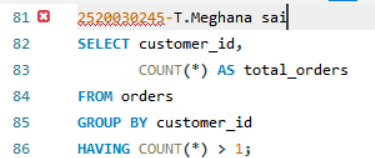 81 2520030245-T.Meghana sai
82 SELECT customer_id,
83 COUNT(*) AS total_orders
84 FROM orders
85 GROUP BY customer_id
86 HAVING COUNT(*) > 1;